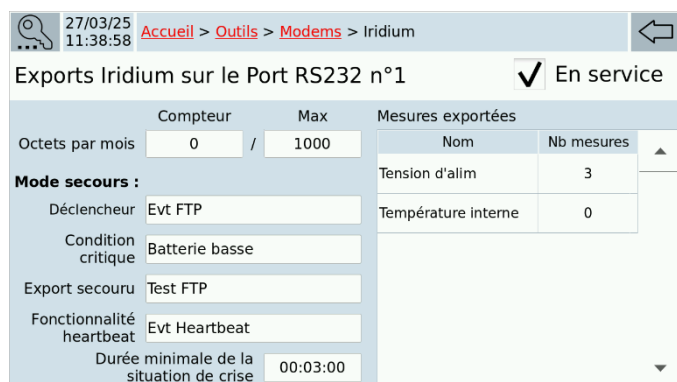 27/03/25
11:38:58
Accueil > Outils > Modems > Iridium
Exports Iridium sur le Port RS232 n°1
En service
Compteur Max
Octets par mois 0 / 1000
Mode secours :
Déclencheur Evt FTP
Condition critique Batterie basse
Export secouru Test FTP
Fonctionnalité heartbeat Evt Heartbeat
Durée minimale de la situation de crise 00:03:00
Mesures exportées
Nom Nb mesures
Tension d'alim 3
Température interne 0